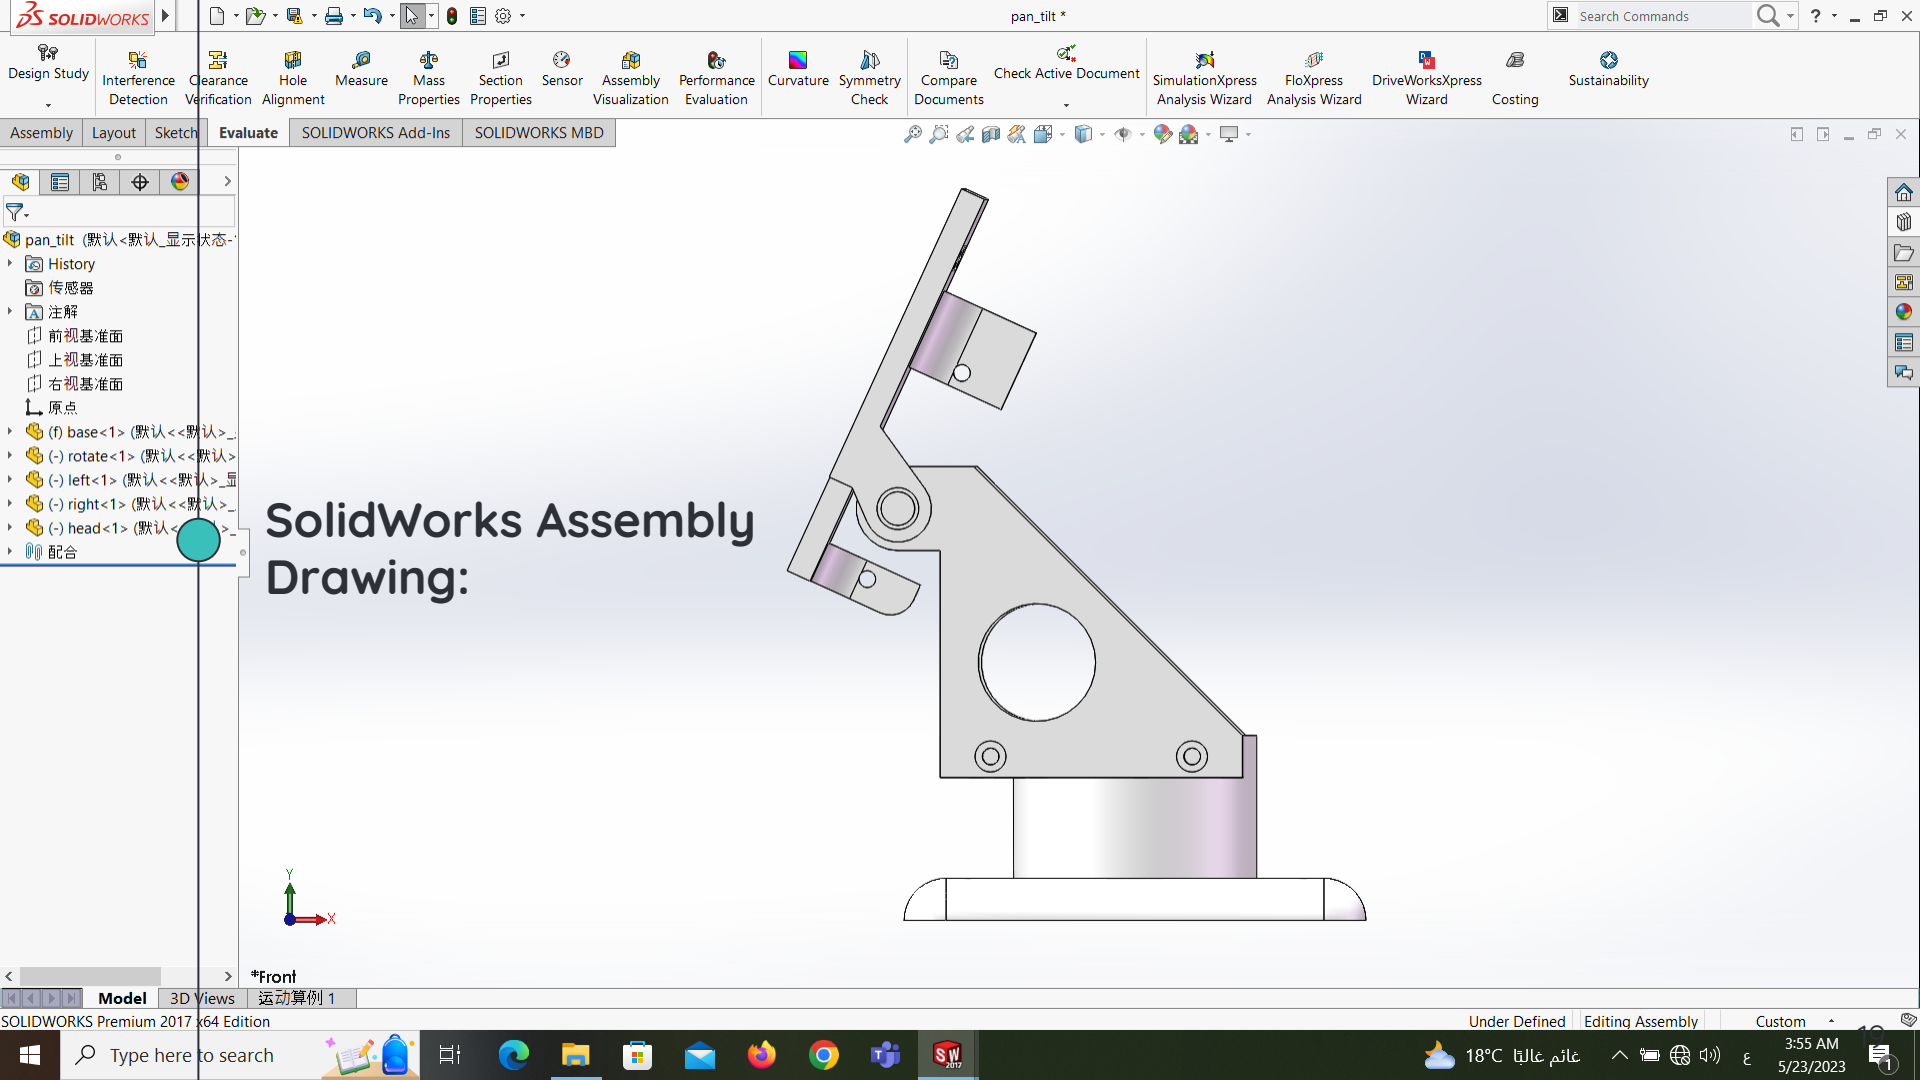 SOLIDWORKS
pan_tilt *
Search Commands
Design Study
Interference Detection
Clearance Verification
Hole Alignment
Measure
Mass Properties
Section Properties
Sensor
Assembly Visualization
Performance Evaluation
Curvature
Symmetry Check
Compare Documents
Check Active Document
SimulationXpress Analysis Wizard
FloXpress Analysis Wizard
DriveWorksXpress Wizard
Costing
Sustainability
Assembly
Layout
Sketch
Evaluate
SOLIDWORKS Add-Ins
SOLIDWORKS MBD
pan_tilt (默认<默认_显示状态-
History
传感器
注解
前视基准面
上视基准面
右视基准面
原点
(f) base<1> (默认<<默认>_
(-) rotate<1> (默认<<默认>
(-) left<1> (默认<<默认>_显
(-) right<1> (默认<<默认>_
(-) head<1> (默认<
配合
SolidWorks Assembly
Drawing:
Y
X
*Front
Model
3D Views
运动算例 1
SOLIDWORKS Premium 2017 x64 Edition
Under Defined
Editing Assembly
Custom
19
Type here to search
SW
2017
18°C غائم غالبًا
ع
3:55 AM
5/23/2023
1